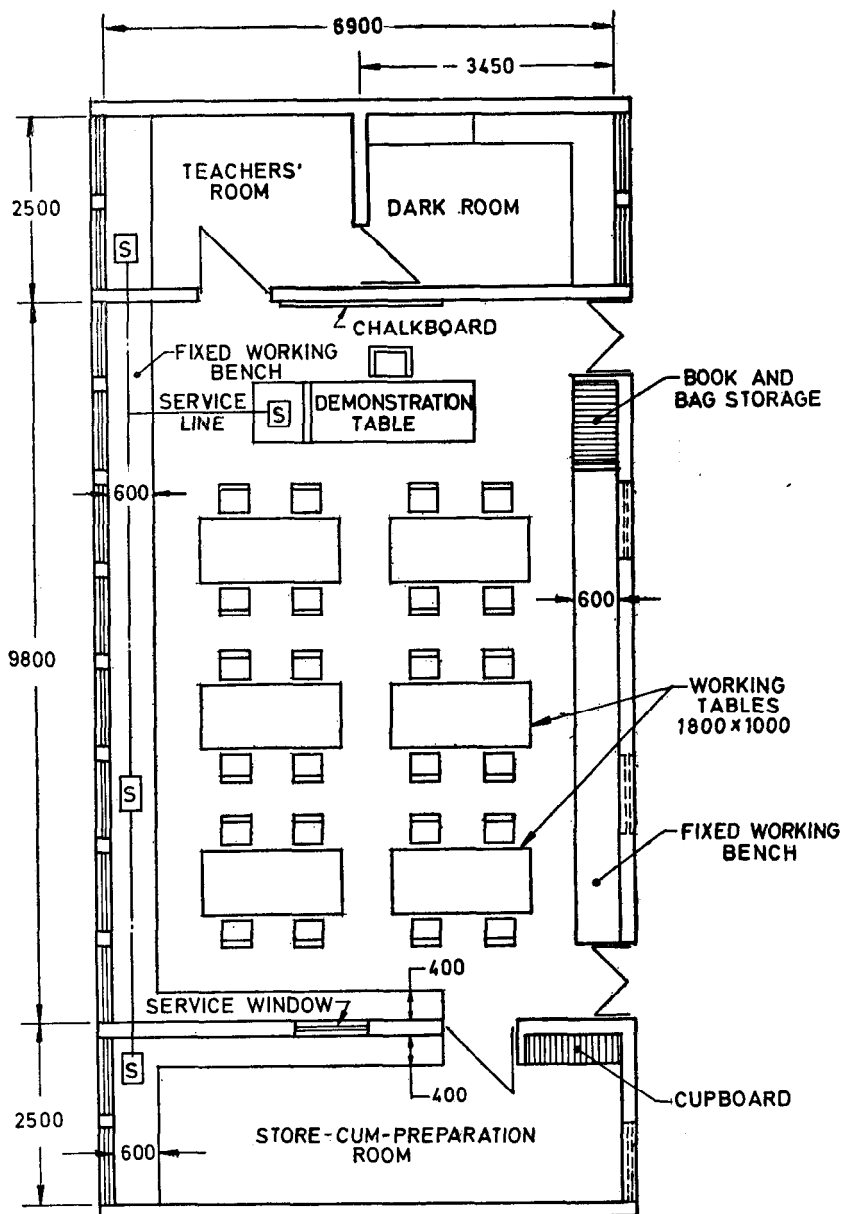 6900
3450
TEACHERS'
ROOM
2500
DARK ROOM
S
CHALKBOARD
FIXED WORKING
BENCH
BOOK AND
BAG STORAGE
SERVICE
LINE
S
DEMONSTRATION
TABLE
600
600
9800
WORKING
TABLES
1800×1000
S
FIXED WORKING
BENCH
400
SERVICE WINDOW
S
400
CUPBOARD
2500
STORE-CUM-PREPARATION
ROOM
600